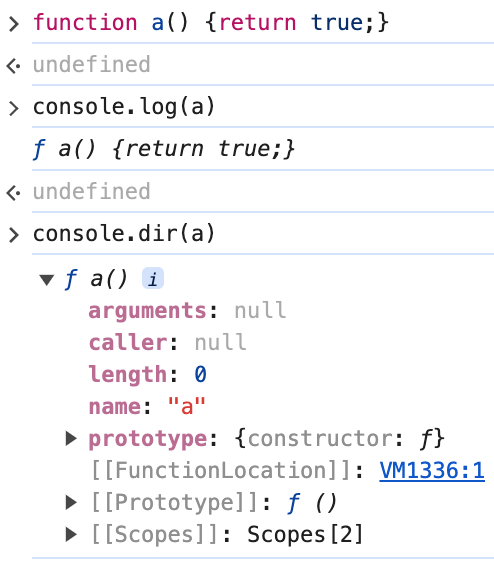 > function a() {return true;}
<· undefined
> console.log(a)
ƒ a() {return true;}
<· undefined
> console.dir(a)
▼ ƒ a() i
arguments: null
caller: null
length: 0
name: "a"
▶ prototype: {constructor: ƒ}
[[FunctionLocation]]: VM1336:1
▶ [[Prototype]]: ƒ ()
▶ [[Scopes]]: Scopes[2]